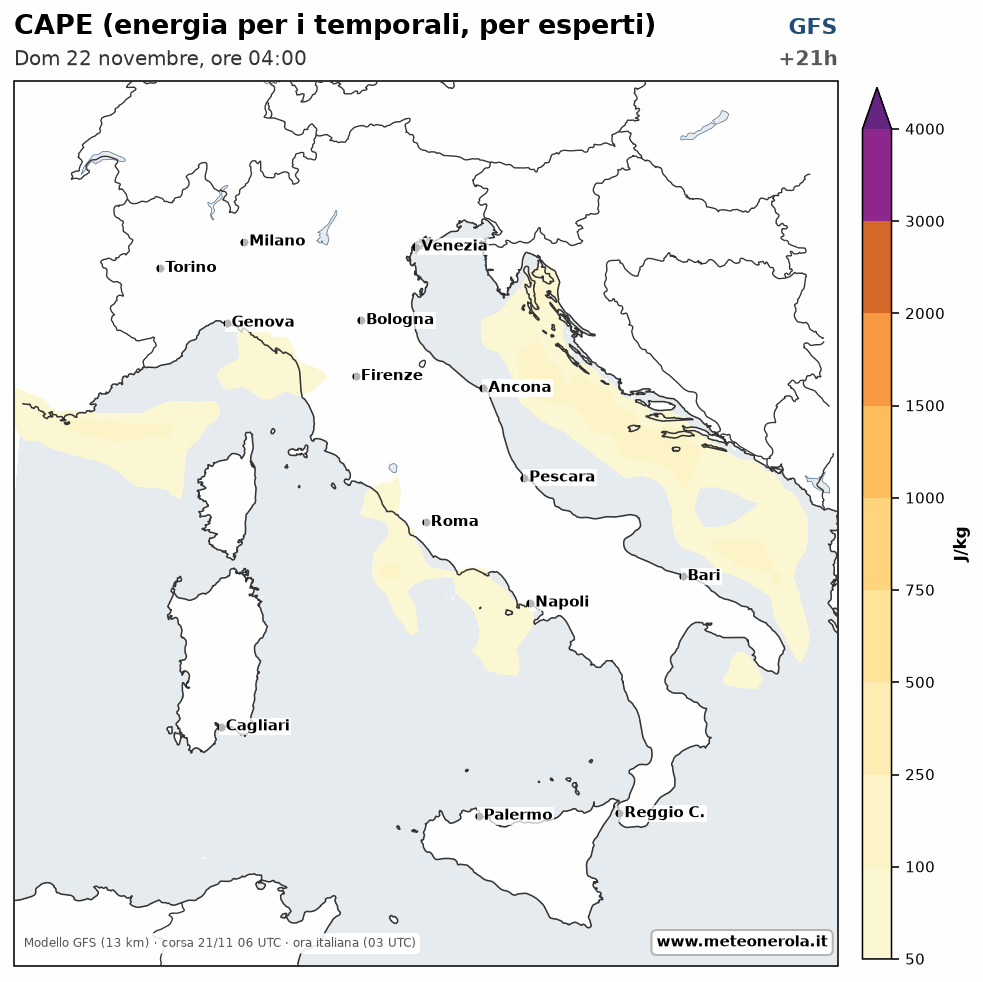 CAPE (energia per i temporali, per esperti)
GFS
Dom 22 novembre, ore 04:00
+21h
4000
3000
2000
1500
1000
750
500
250
100
50
J/kg
Milano
Venezia
Torino
Genova
Bologna
Firenze
Ancona
Pescara
Roma
Bari
Napoli
Cagliari
Palermo
Reggio C.
Modello GFS (13 km) · corsa 21/11 06 UTC · ora italiana (03 UTC)
www.meteonerola.it